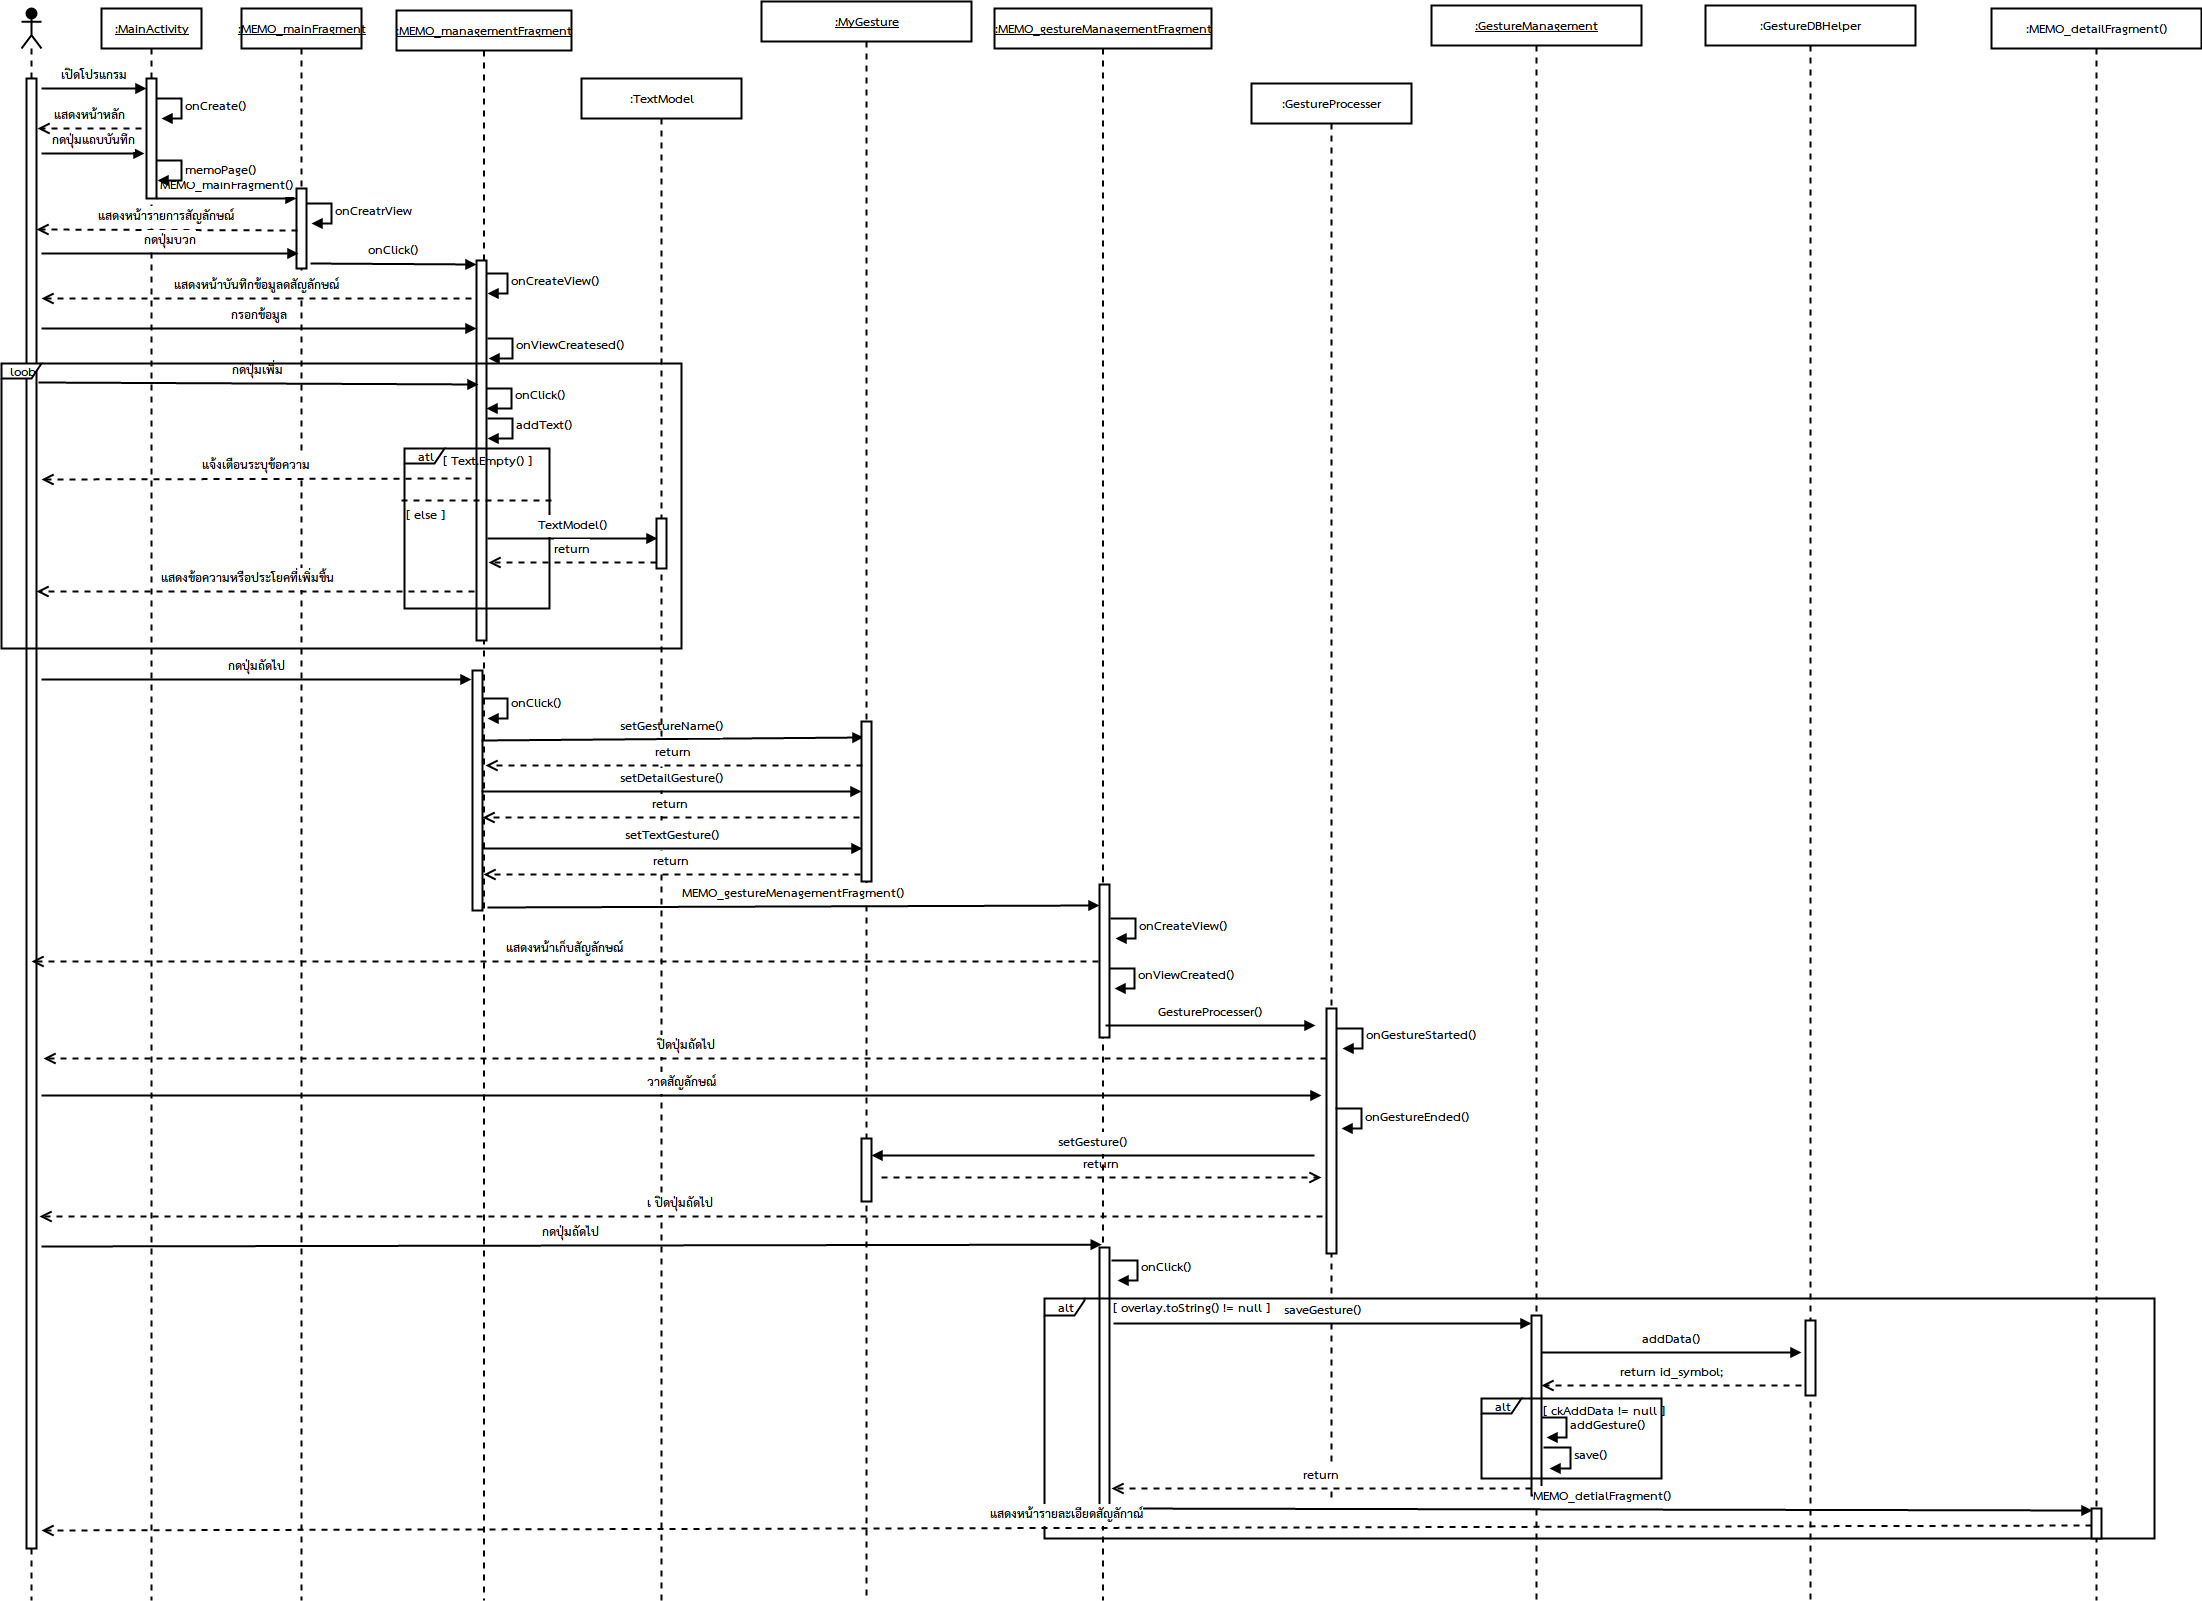 :MainActivity
:MEMO_mainFragment
:MEMO_managementFragment
:MyGesture
:MEMO_gestureManagementFragment
:GestureManagement
:GestureDBHelper
:MEMO_detailFragment()
:TextModel
:GestureProcesser
เปิดโปรแกรม
onCreate()
แสดงหน้าหลัก
กดปุ่มแถบบันทึก
memoPage()
MEMO_mainFragment()
onCreatrView
แสดงหน้ารายการสัญลักษณ์
กดปุ่มบวก
onClick()
onCreateView()
แสดงหน้าบันทึกข้อมูลดสัญลักษณ์
กรอกข้อมูล
onViewCreatesed()
loob
กดปุ่มเพิ่ม
onClick()
addText()
atl
[ Text.Empty() ]
แจ้งเตือนระบุข้อความ
[ else ]
TextModel()
return
แสดงข้อความหรือประโยคที่เพิ่มขึ้น
กดปุ่มถัดไป
onClick()
setGestureName()
return
setDetailGesture()
return
setTextGesture()
return
MEMO_gestureMenagementFragment()
onCreateView()
แสดงหน้าเก็บสัญลักษณ์
onViewCreated()
GestureProcesser()
onGestureStarted()
ปิดปุ่มถัดไป
วาดสัญลักษณ์
onGestureEnded()
setGesture()
return
เ ปิดปุ่มถัดไป
กดปุ่มถัดไป
onClick()
alt
[ overlay.toString() != null ]
saveGesture()
addData()
return id_symbol;
alt
[ ckAddData != null ]
addGesture()
save()
return
MEMO_detialFragment()
แสดงหน้ารายละเอียดสัญลักาณ์